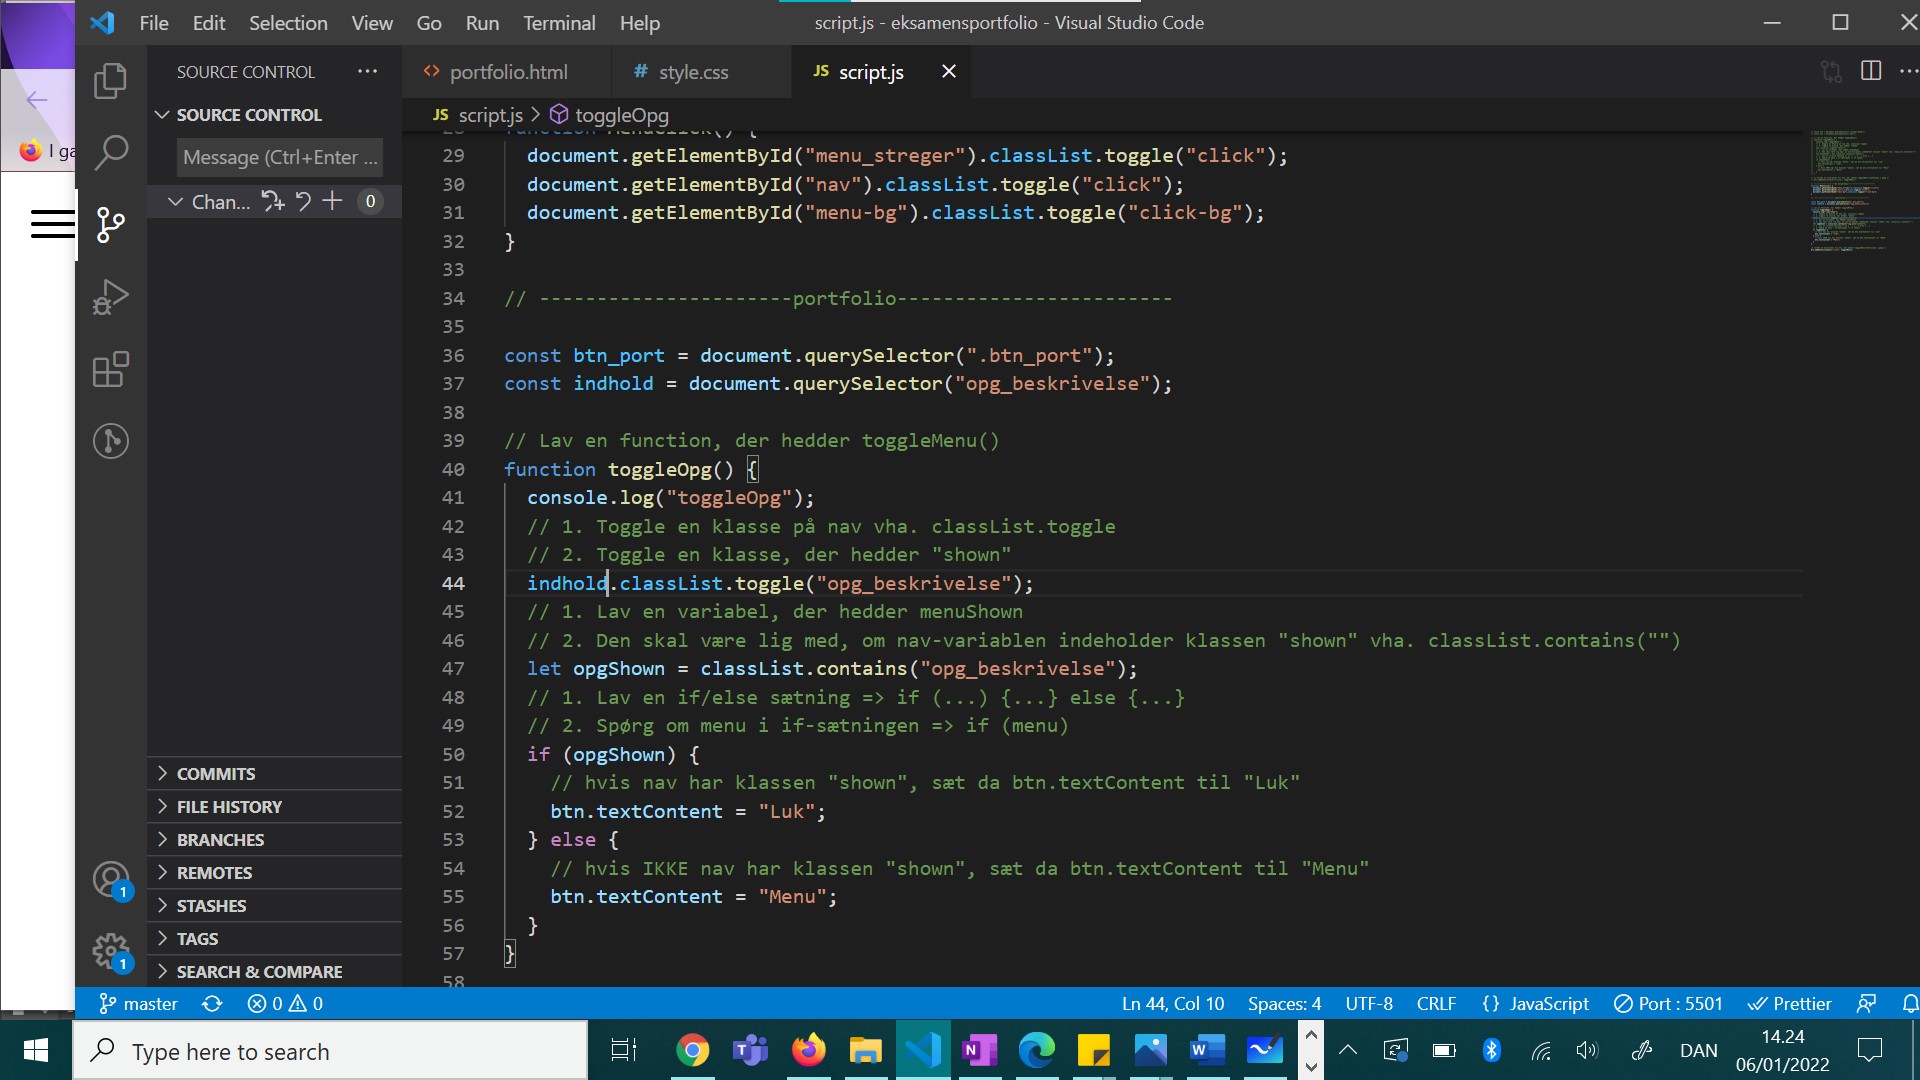 File Edit Selection View Go Run Terminal Help
script.js - eksamensportfolio - Visual Studio Code
SOURCE CONTROL
portfolio.html
# style.css
JS script.js
JS script.js > toggleOpg
SOURCE CONTROL
Message (Ctrl+Enter ...
Chan... 0
I ga
29 document.getElementById("menu_streger").classList.toggle("click");
30 document.getElementById("nav").classList.toggle("click");
31 document.getElementById("menu-bg").classList.toggle("click-bg");
32 }
33
34 // ----------------------portfolio------------------------
35
36 const btn_port = document.querySelector(".btn_port");
37 const indhold = document.querySelector("opg_beskrivelse");
38
39 // Lav en function, der hedder toggleMenu()
40 function toggleOpg() {
41 console.log("toggleOpg");
42 // 1. Toggle en klasse på nav vha. classList.toggle
43 // 2. Toggle en klasse, der hedder "shown"
44 indhold.classList.toggle("opg_beskrivelse");
45 // 1. Lav en variabel, der hedder menuShown
46 // 2. Den skal være lig med, om nav-variablen indeholder klassen "shown" vha. classList.contains("")
47 let opgShown = classList.contains("opg_beskrivelse");
48 // 1. Lav en if/else sætning => if (...) {...} else {...}
49 // 2. Spørg om menu i if-sætningen => if (menu)
50 if (opgShown) {
51 // hvis nav har klassen "shown", sæt da btn.textContent til "Luk"
52 btn.textContent = "Luk";
53 } else {
54 // hvis IKKE nav har klassen "shown", sæt da btn.textContent til "Menu"
55 btn.textContent = "Menu";
56 }
57 }
58
COMMITS
FILE HISTORY
BRANCHES
REMOTES
STASHES
TAGS
SEARCH & COMPARE
1
1
master 0 0 Ln 44, Col 10 Spaces: 4 UTF-8 CRLF {} JavaScript Port : 5501 Prettier
Type here to search
DAN
14.24
06/01/2022